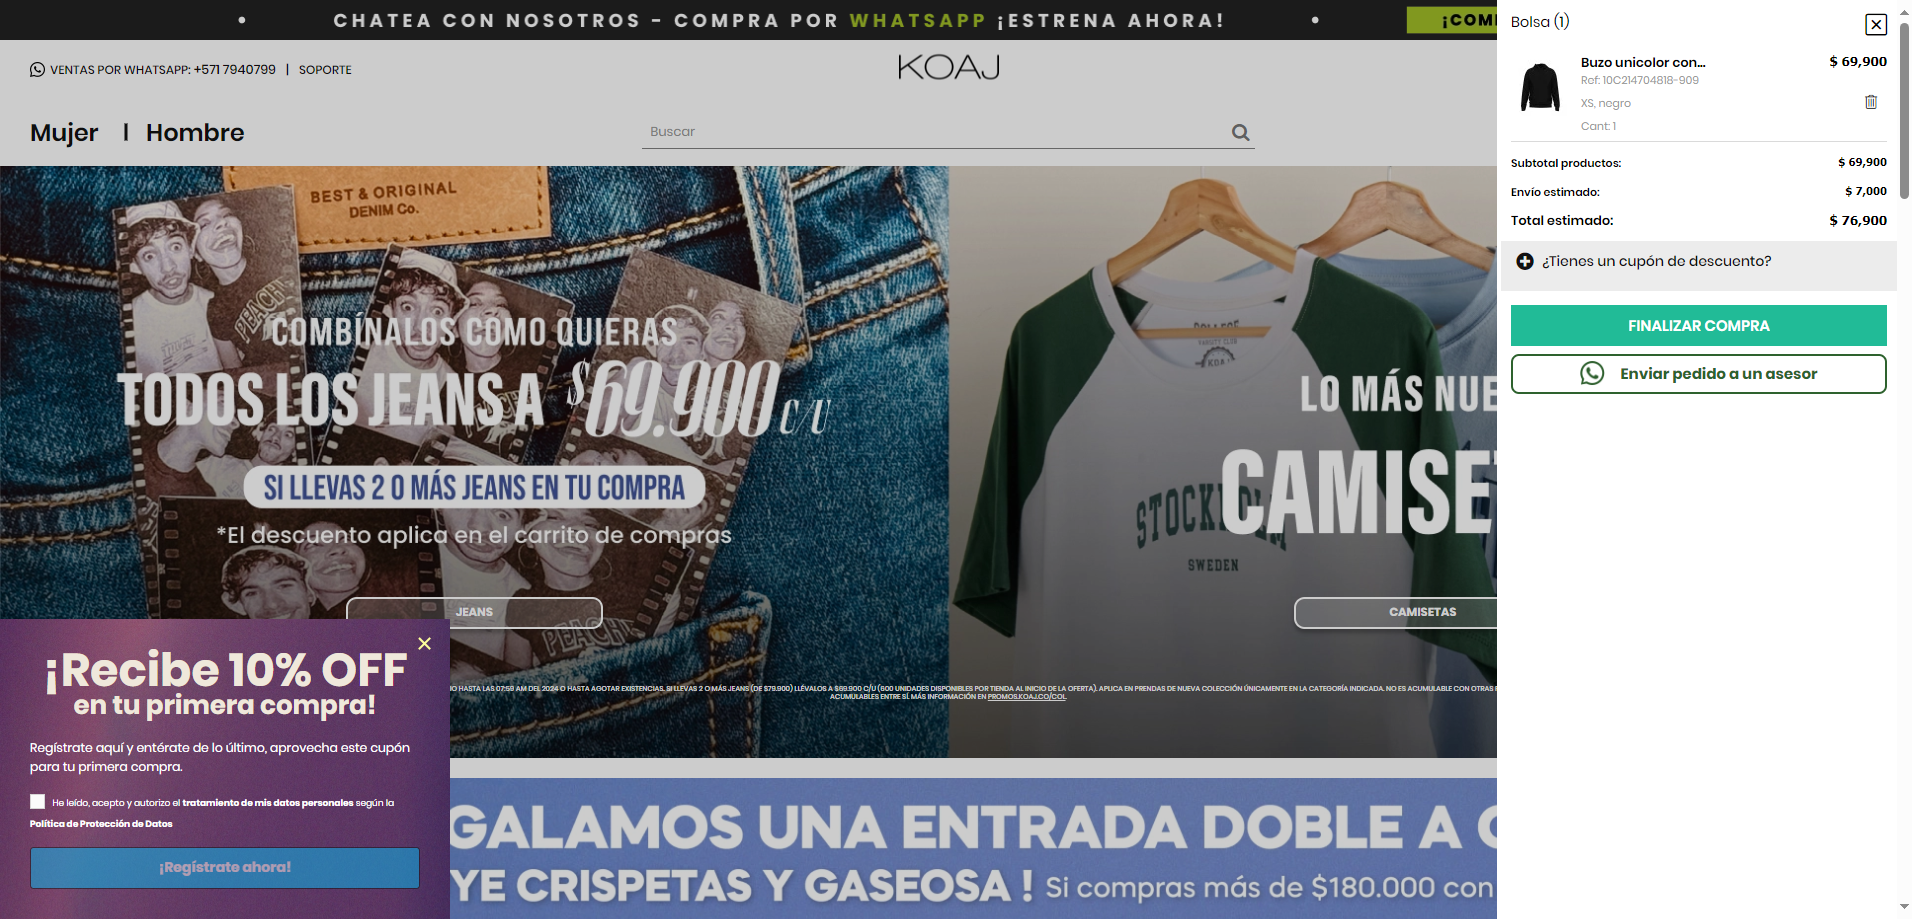 CHATEA CON NOSOTROS - COMPRA POR WHATSAPP ¡ESTRENA AHORA!
VENTAS POR WHATSAPP: +571 7940799 | SOPORTE
KOAJ
Mujer | Hombre
Buscar
BEST & ORIGINAL
DENIM Co.
COMBÍNALOS COMO QUIERAS
TODOS LOS JEANS A $69.900 C/U
SI LLEVAS 2 O MÁS JEANS EN TU COMPRA
*El descuento aplica en el carrito de compras
JEANS
PEACHY
COLLEGE
VARSITY CLUB
KOAJ
LO MÁS
STOCKHOLM
SWEDEN
CAMISETAS
HASTA LAS 07:59 AM DEL 2024 O HASTA AGOTAR EXISTENCIAS. SI LLEVAS 2 O MÁS JEANS (DE $79.900) LLÉVALOS A $69.900 C/U (600 UNIDADES DISPONIBLES POR TIENDA AL INICIO DE LA OFERTA). APLICA EN PRENDAS DE NUEVA COLECCIÓN ÚNICAMENTE EN LA CATEGORÍA INDICADA. NO ES ACUMULABLE CON OTRAS
ACUMULABLES ENTRE SÍ. MÁS INFORMACIÓN EN PROMOS.KOAJ.CO/COL
¡Recibe 10% OFF
en tu primera compra!
Regístrate aquí y entérate de lo último, aprovecha este cupón
para tu primera compra.
He leído, acepto y autorizo el tratamiento de mis datos personales según la
Política de Protección de Datos
¡Regístrate ahora!
GALAMOS UNA ENTRADA DOBLE A
YE CRISPETAS Y GASEOSA ! Si compras más de $180.000 con
Bolsa (1)
Buzo unicolor con...
$ 69,900
Ref: 10C214704818-909
XS, negro
Cant: 1
Subtotal productos: $ 69,900
Envío estimado: $ 7,000
Total estimado: $ 76,900
¿Tienes un cupón de descuento?
FINALIZAR COMPRA
Enviar pedido a un asesor